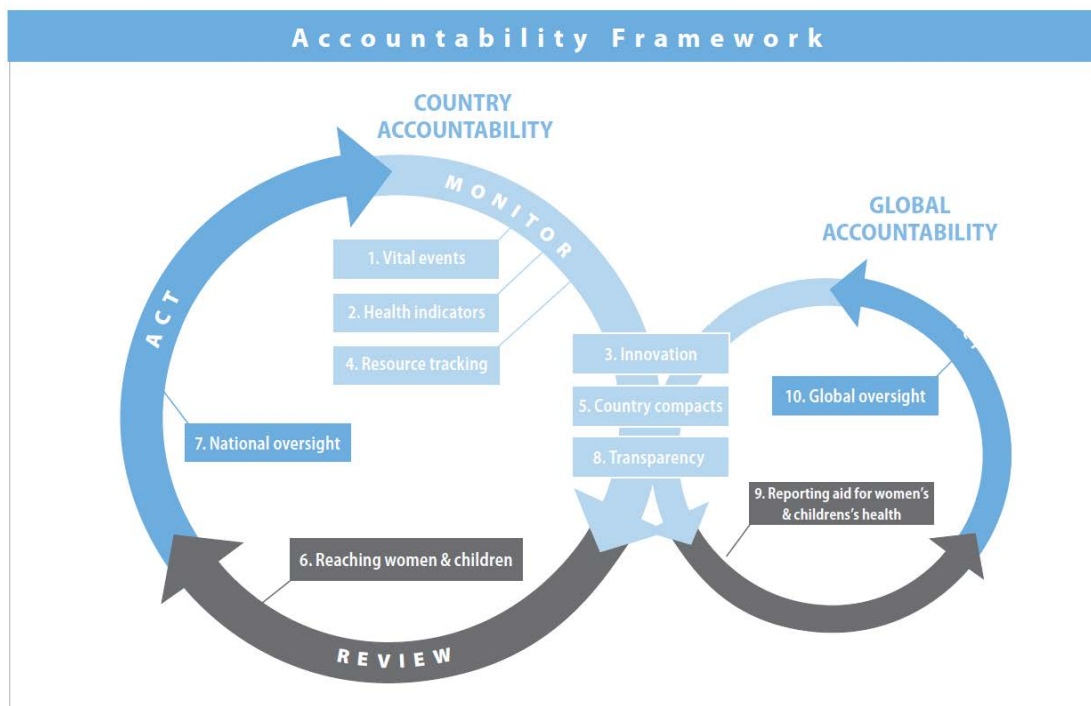 Accountability Framework
COUNTRY
ACCOUNTABILITY
MONITOR
1. Vital events
2. Health indicators
4. Resource tracking
ACT
7. National oversight
6. Reaching women & children
REVIEW
3. Innovation
5. Country compacts
8. Transparency
GLOBAL
ACCOUNTABILITY
10. Global oversight
9. Reporting aid for women's
& childrens's health